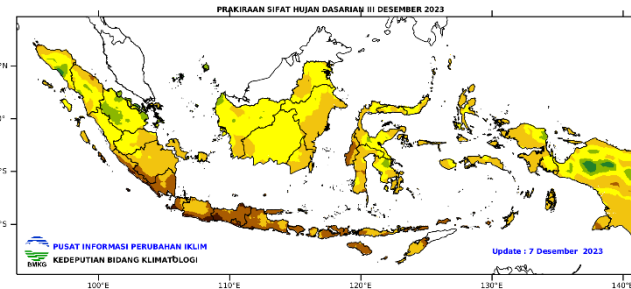 PRAKIRAAN SIFAT HUJAN DASARIAN III DESEMBER 2023
°N
0°
°S
°S
PUSAT INFORMASI PERUBAHAN IKLIM
KEDEPUTIAN BIDANG KLIMATOLOGI
BMKG
Update : 7 Desember 2023
100°E 110°E 120°E 130°E 140°E